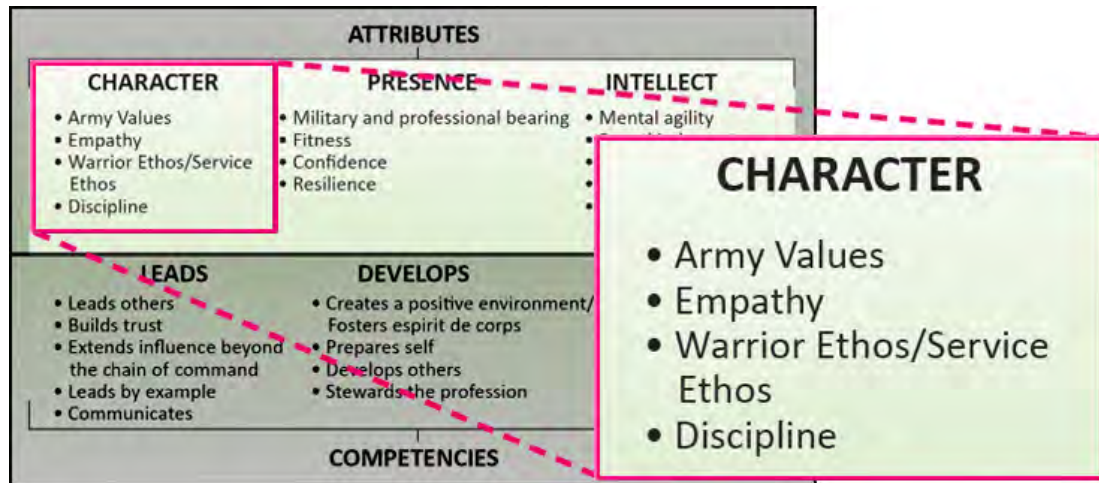 ATTRIBUTES
CHARACTER
• Army Values
• Empathy
• Warrior Ethos/Service
Ethos
• Discipline
PRESENCE
• Military and professional bearing
• Fitness
• Confidence
• Resilience
INTELLECT
• Mental agility
LEADS
• Leads others
• Builds trust
• Extends influence beyond
the chain of command
• Leads by example
• Communicates
DEVELOPS
• Creates a positive environment/
Fosters espirit de corps
• Prepares self
• Develops others
• Stewards the profession
COMPETENCIES
CHARACTER
• Army Values
• Empathy
• Warrior Ethos/Service
Ethos
• Discipline